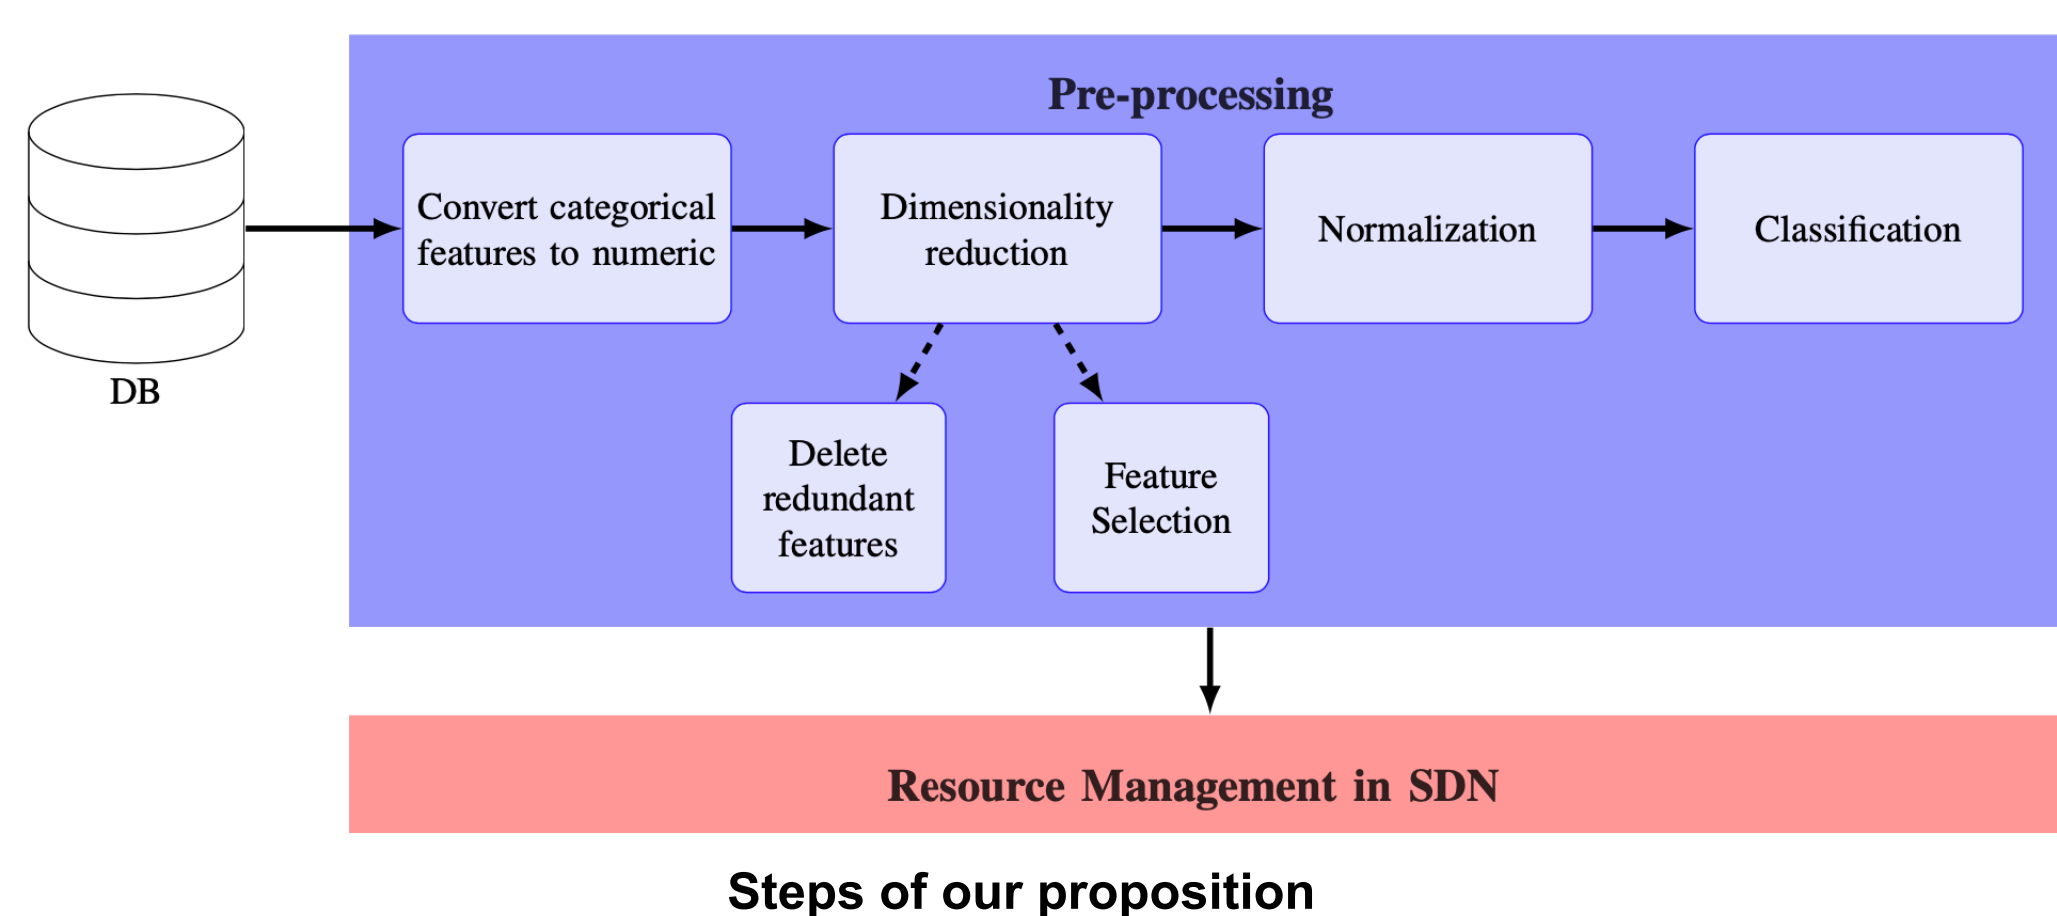 Pre-processing
Convert categorical
features to numeric
Dimensionality
reduction
Normalization
Classification
DB
Delete
redundant
features
Feature
Selection
Resource Management in SDN
Steps of our proposition